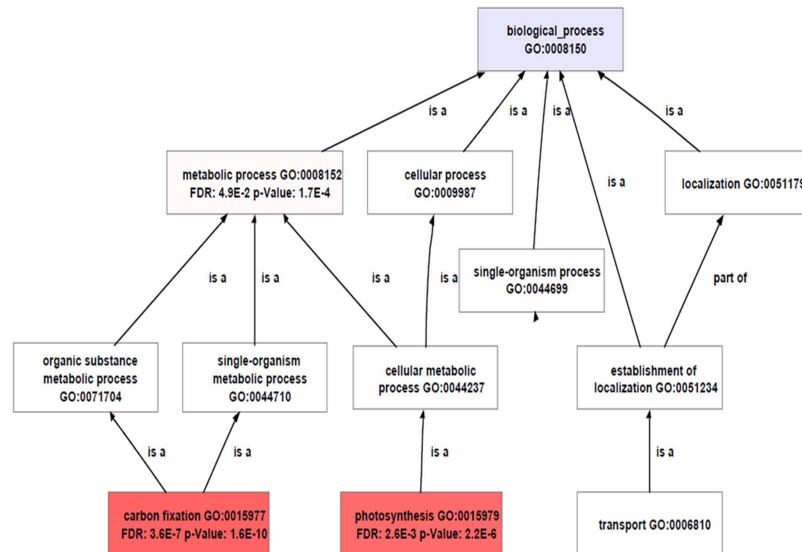 biological_process
GO:0008150
is a
is a
is a
is a
is a
metabolic process GO:0008152
FDR: 4.9E-2 p-Value: 1.7E-4
cellular process
GO:0009987
localization GO:0051179
single-organism process
GO:0044699
is a
is a
is a
is a
part of
organic substance
metabolic process
GO:0071704
single-organism
metabolic process
GO:0044710
cellular metabolic
process GO:0044237
establishment of
localization GO:0051234
is a
is a
is a
is a
carbon fixation GO:0015977
FDR: 3.6E-7 p-Value: 1.6E-10
photosynthesis GO:0015979
FDR: 2.6E-3 p-Value: 2.2E-6
transport GO:0006810